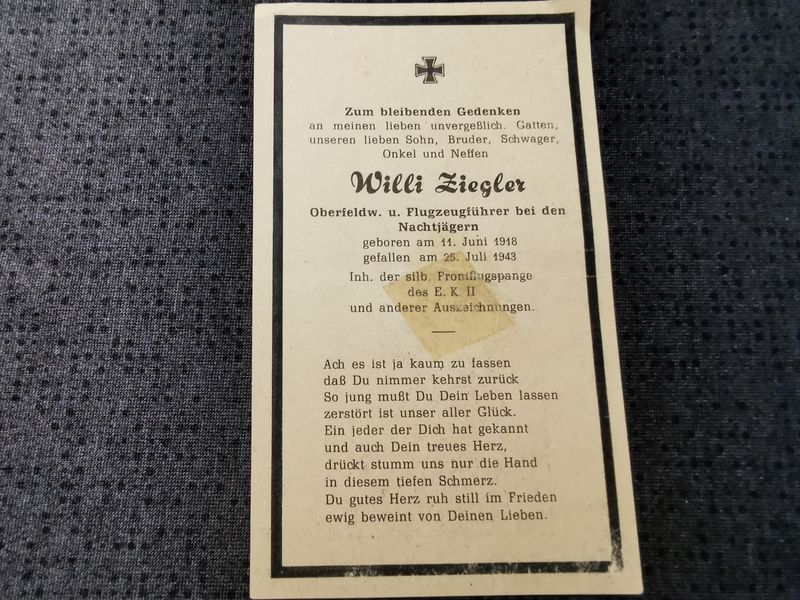 Zum bleibenden Gedenken
an meinen lieben unvergeßlich. Gatten,
unseren lieben Sohn, Bruder, Schwager,
Onkel und Neffen
Willi Ziegler
Oberfeldw. u. Flugzeugführer bei den
Nachtjägern
geboren am 11. Juni 1918
gefallen am 25. Juli 1943
Inh. der silb. Frontflugspange
des E. K. II
und anderer Auszeichnungen.
Ach es ist ja kaum zu fassen
daß Du nimmer kehrst zurück
So jung mußt Du Dein Leben lassen
zerstört ist unser aller Glück.
Ein jeder der Dich hat gekannt
und auch Dein treues Herz,
drückt stumm uns nur die Hand
in diesem tiefen Schmerz.
Du gutes Herz ruh still im Frieden
ewig beweint von Deinen Lieben.